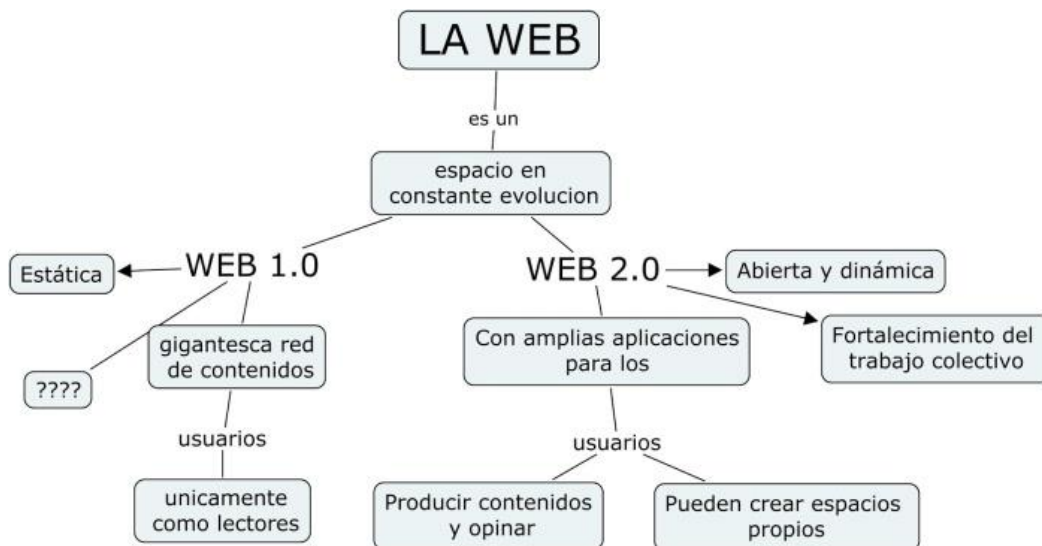 LA WEB
es un
espacio en
constante evolucion
WEB 1.0
Estática
????
gigantesca red
de contenidos
usuarios
unicamente
como lectores
WEB 2.0
Abierta y dinámica
Fortalecimiento del
trabajo colectivo
Con amplias aplicaciones
para los
usuarios
Producir contenidos
y opinar
Pueden crear espacios
propios